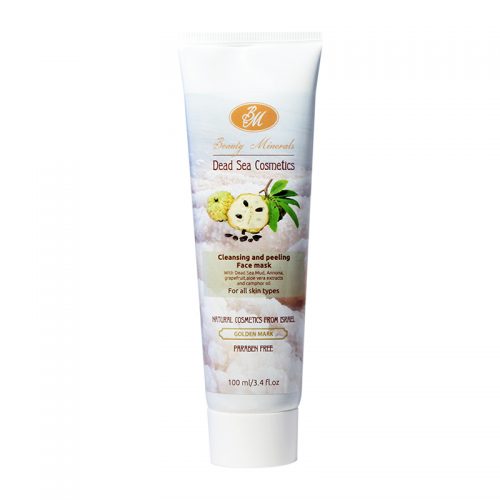 BM
Beauty Minerals
Dead Sea Cosmetics
Cleansing and peeling
Face mask
With Dead Sea Mud, Annona,
grapefruit, aloe vera extracts
and camphor oil.
For all skin types
NATURAL COSMETICS FROM ISRAEL
GOLDEN MARK
PARABEN FREE
100 ml/3.4 fl.oz